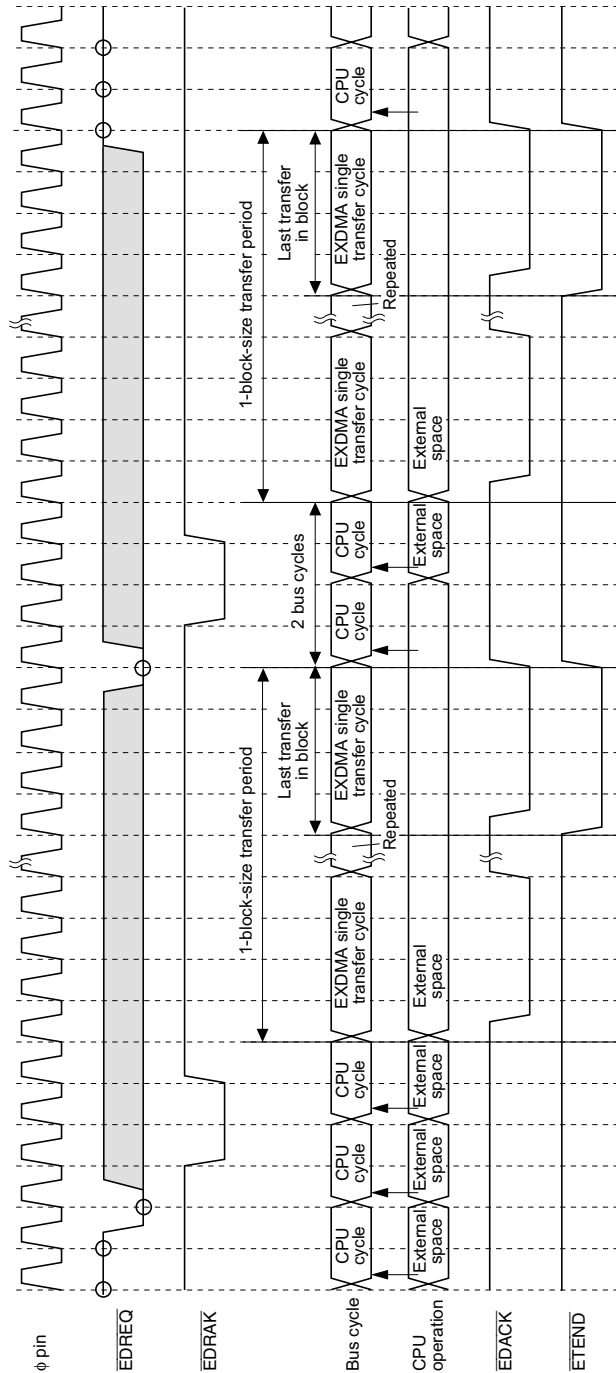 φ pin
EDREQ
EDRAK
1-block-size transfer period
2 bus cycles
1-block-size transfer period
Last transfer
in block
Last transfer
in block
Bus cycle
CPU
cycle
CPU
cycle
CPU
cycle
EXDMA single
transfer cycle
EXDMA single
transfer cycle
CPU
cycle
CPU
cycle
EXDMA single
transfer cycle
EXDMA single
transfer cycle
CPU
cycle
Repeated
Repeated
CPU
operation
External
space
External
space
External
space
External
space
External
space
External
space
EDACK
ETEND